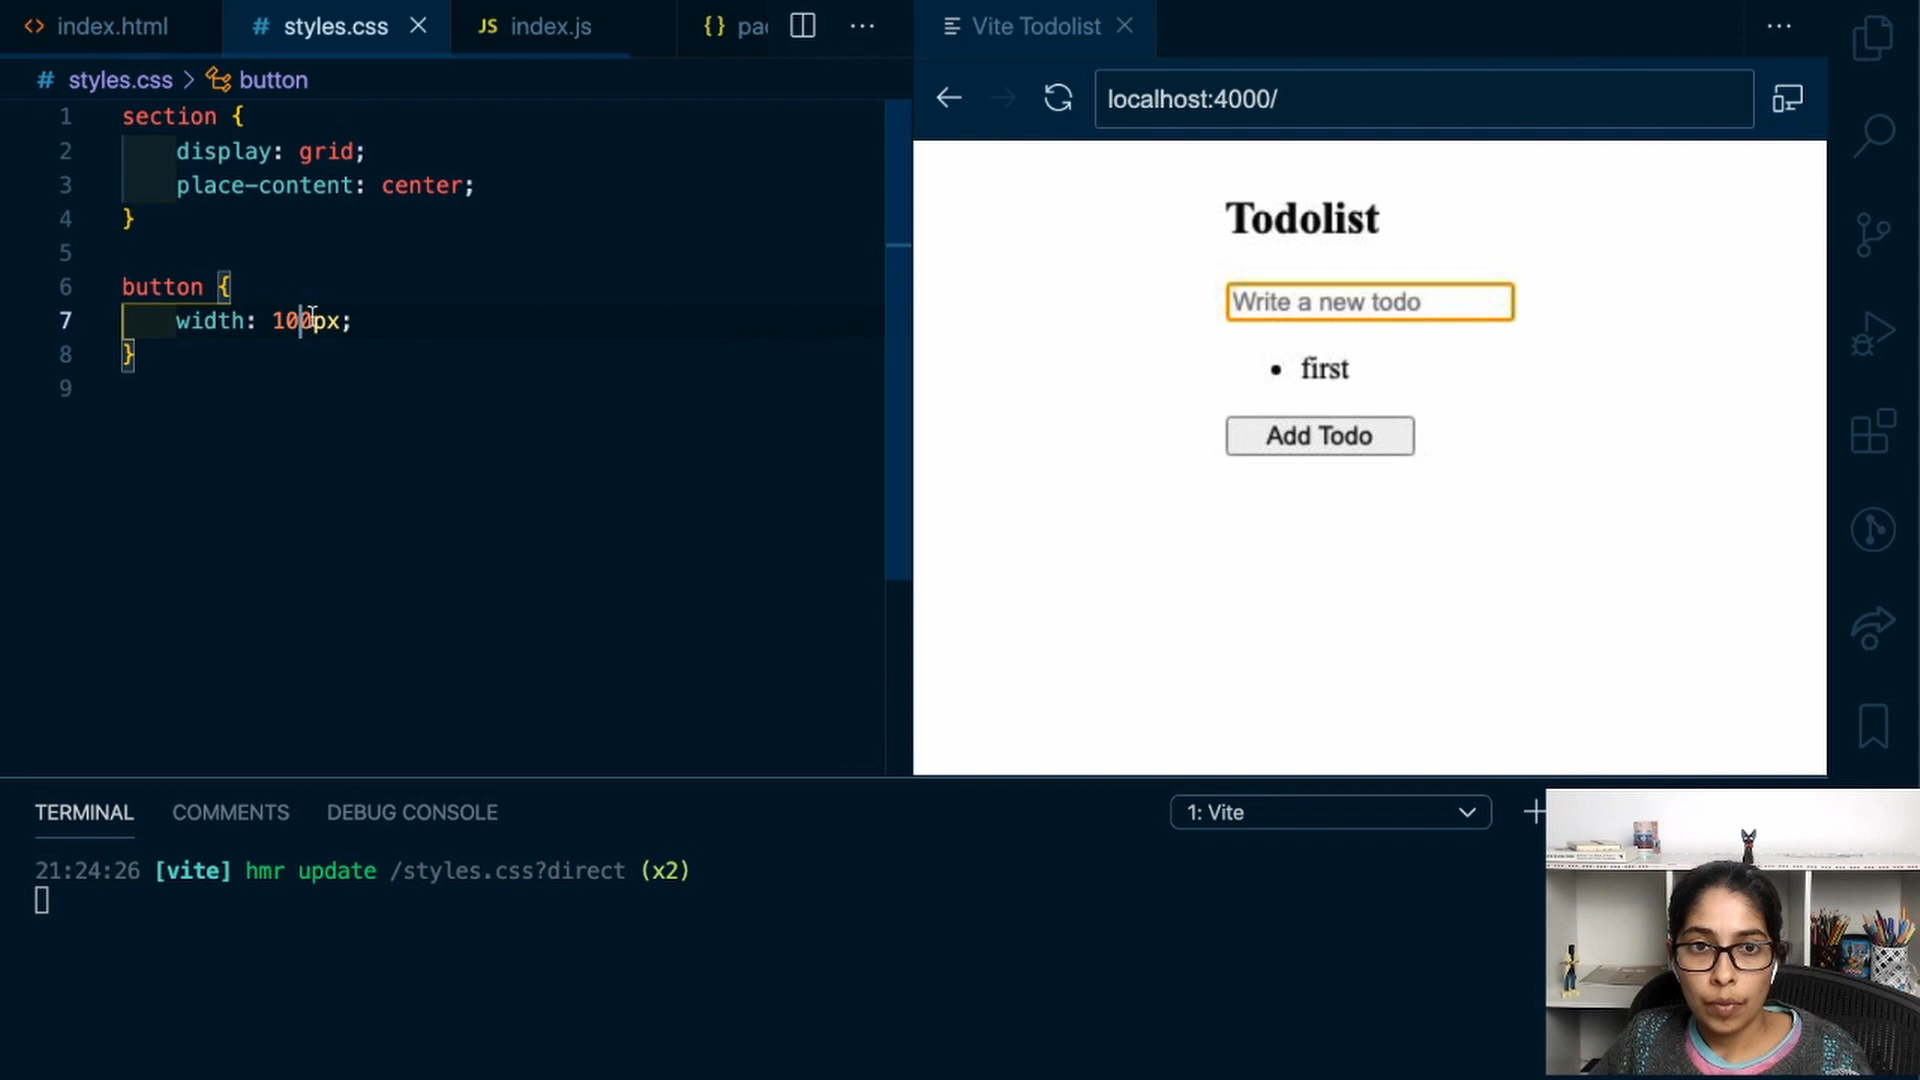 index.html
# styles.css
JS index.js
{} pac
Vite Todolist
# styles.css > button
localhost:4000/
1 section {
2 display: grid;
3 place-content: center;
4 }
5
6 button {
7 width: 100px;
8 }
9
Todolist
Write a new todo
• first
Add Todo
TERMINAL
COMMENTS
DEBUG CONSOLE
1: Vite
21:24:26 [vite] hmr update /styles.css?direct (x2)